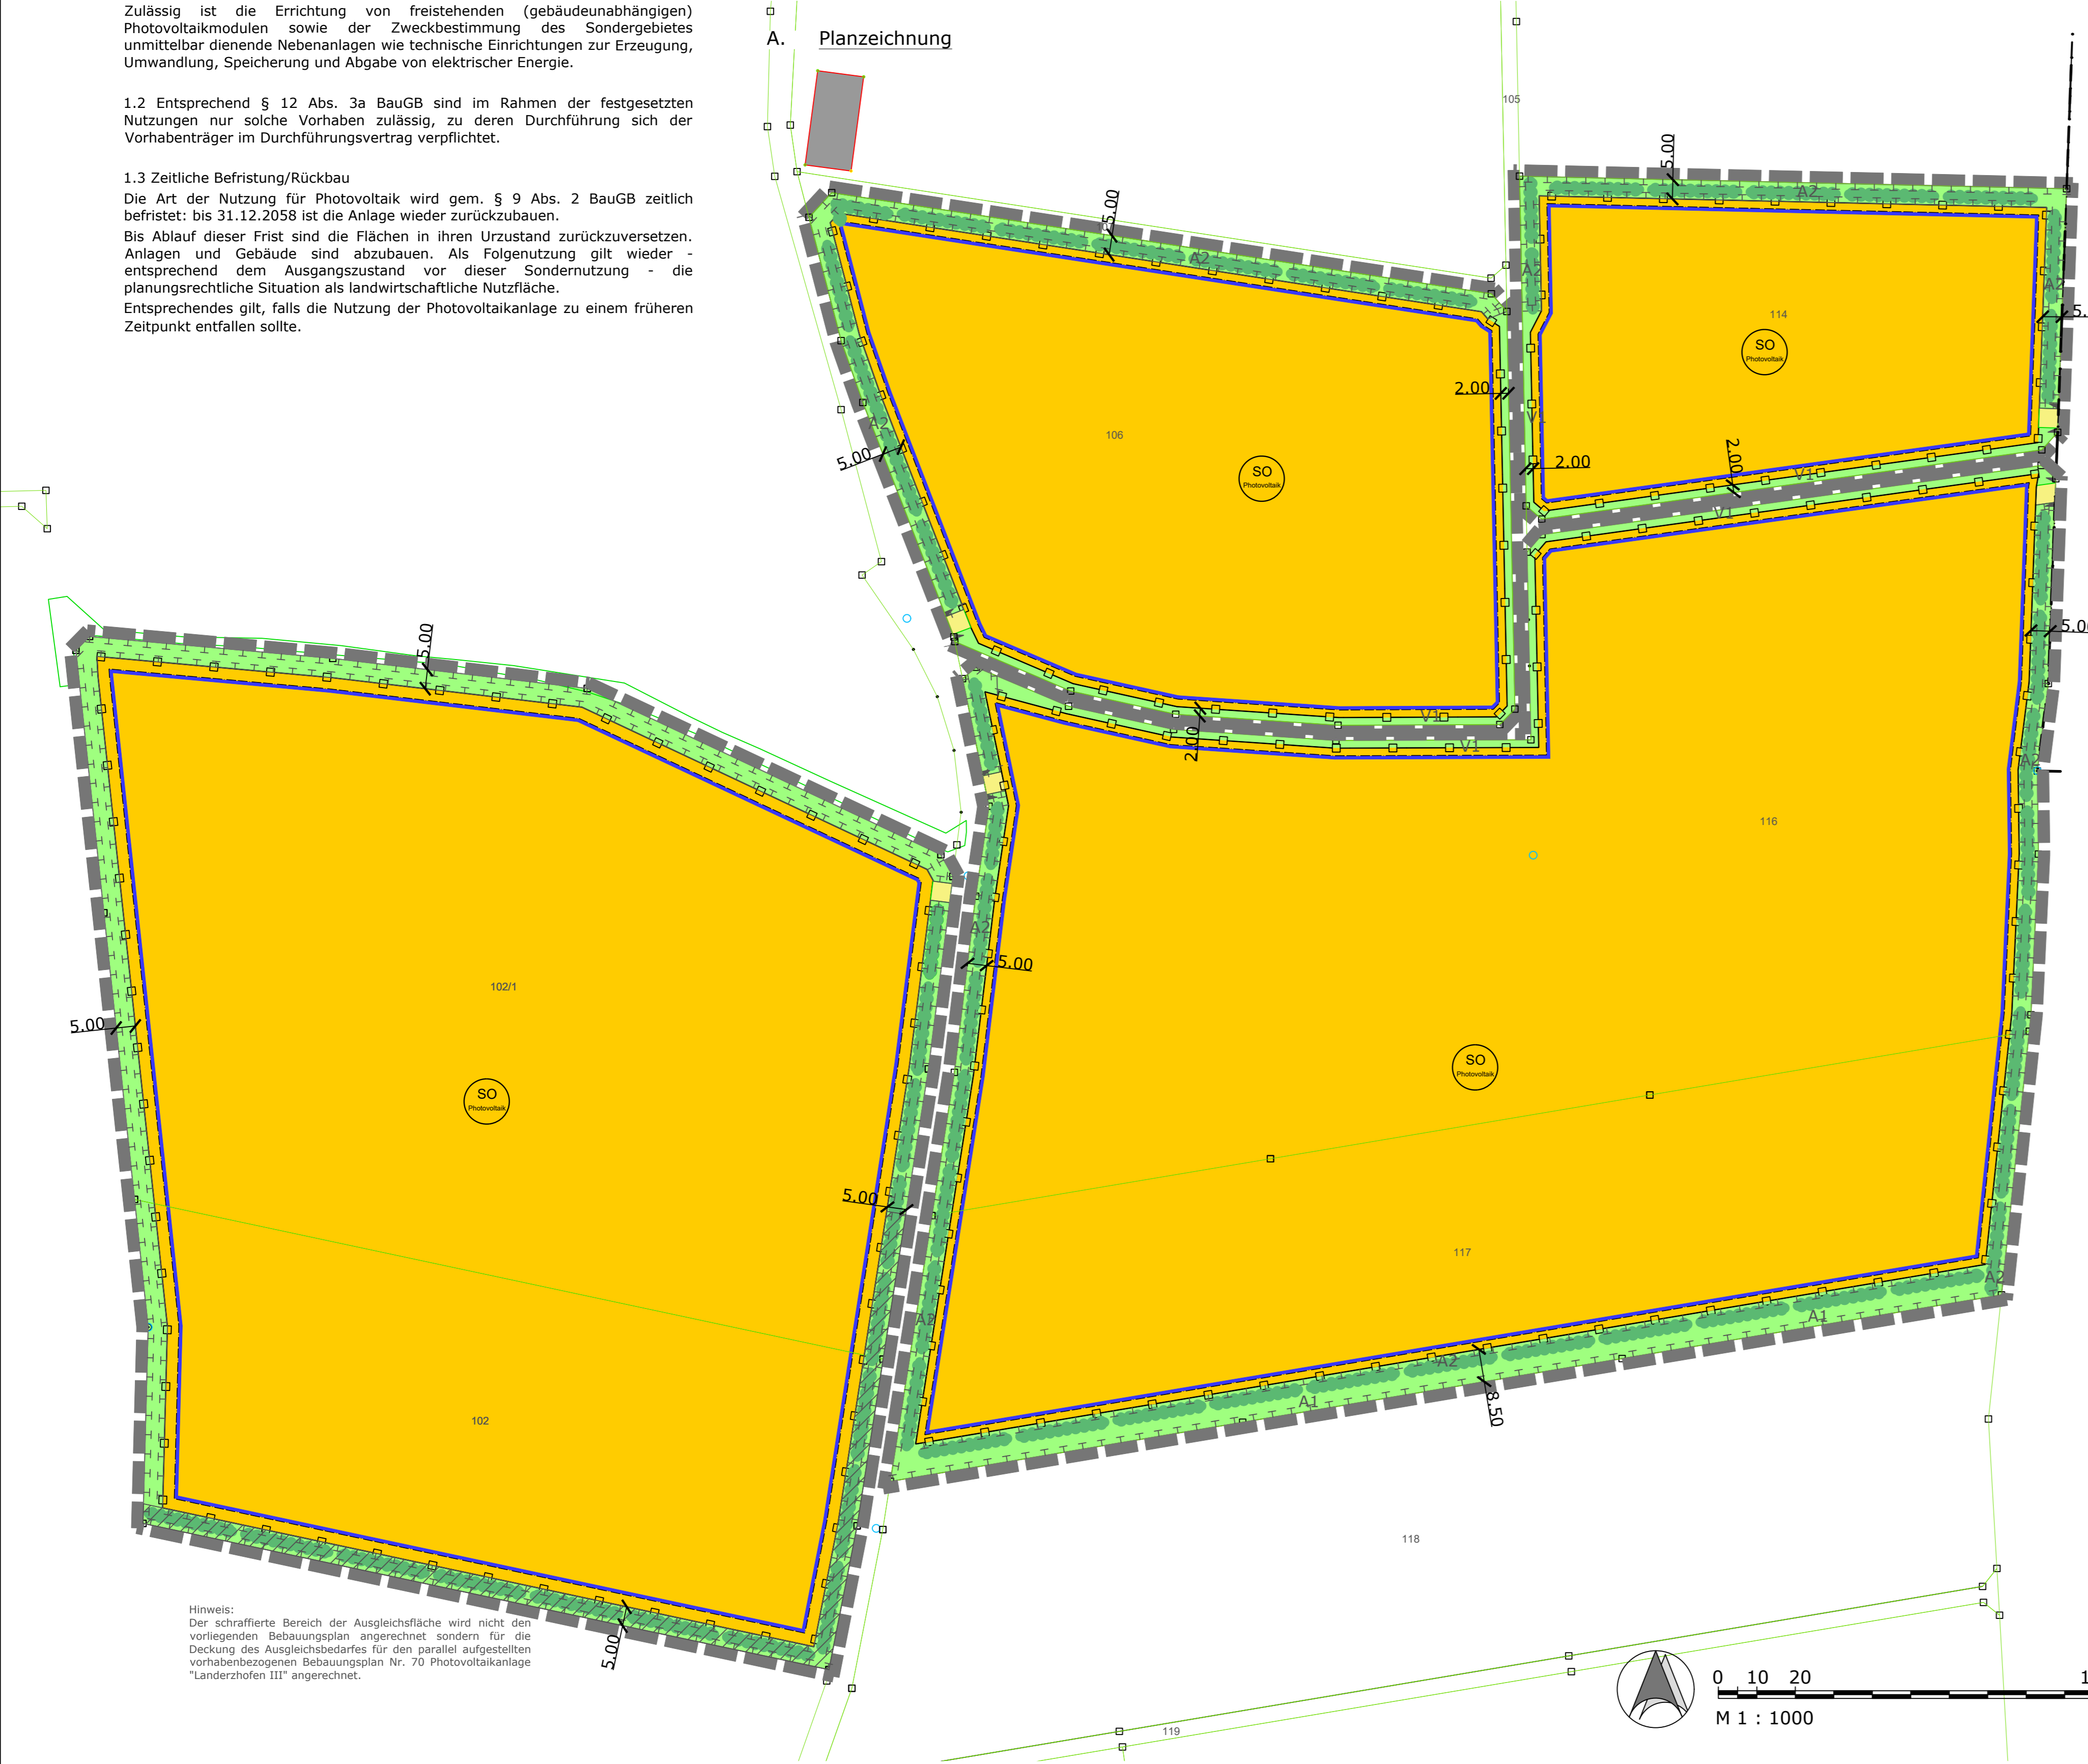 Zulässig ist die Errichtung von freistehenden (gebäudeunabhängigen)
Photovoltaikmodulen sowie der Zweckbestimmung des Sondergebietes
unmittelbar dienende Nebenanlagen wie technische Einrichtungen zur Erzeugung,
Umwandlung, Speicherung und Abgabe von elektrischer Energie.
1.2 Entsprechend § 12 Abs. 3a BauGB sind im Rahmen der festgesetzten
Nutzungen nur solche Vorhaben zulässig, zu deren Durchführung sich der
Vorhabenträger im Durchführungsvertrag verpflichtet.
1.3 Zeitliche Befristung/Rückbau
Die Art der Nutzung für Photovoltaik wird gem. § 9 Abs. 2 BauGB zeitlich
befristet: bis 31.12.2058 ist die Anlage wieder zurückzubauen.
Bis Ablauf dieser Frist sind die Flächen in ihren Urzustand zurückzuversetzen.
Anlagen und Gebäude sind abzubauen. Als Folgenutzung gilt wieder -
entsprechend dem Ausgangszustand vor dieser Sondernutzung - die
planungsrechtliche Situation als landwirtschaftliche Nutzfläche.
Entsprechendes gilt, falls die Nutzung der Photovoltaikanlage zu einem früheren
Zeitpunkt entfallen sollte.
A. Planzeichnung
105
5.00
A2
5.00
A2
A2
A2
5.
114
SO
Photovoltaik
2.00
V1
A2
5.00
106
SO
Photovoltaik
2.00
2.00
V1
V1
5.00
5.00
V1
V1
2.00
A2
116
A2
5.00
102/1
5.00
SO
Photovoltaik
SO
Photovoltaik
5.00
117
A2
A2
A1
A2
A1
8.50
102
118
5.00
Hinweis:
Der schraffierte Bereich der Ausgleichsfläche wird nicht den
vorliegenden Bebauungsplan angerechnet sondern für die
Deckung des Ausgleichsbedarfes für den parallel aufgestellten
vorhabenbezogenen Bebauungsplan Nr. 70 Photovoltaikanlage
"Landerzhofen III" angerechnet.
119
0 10 20 1
M 1 : 1000